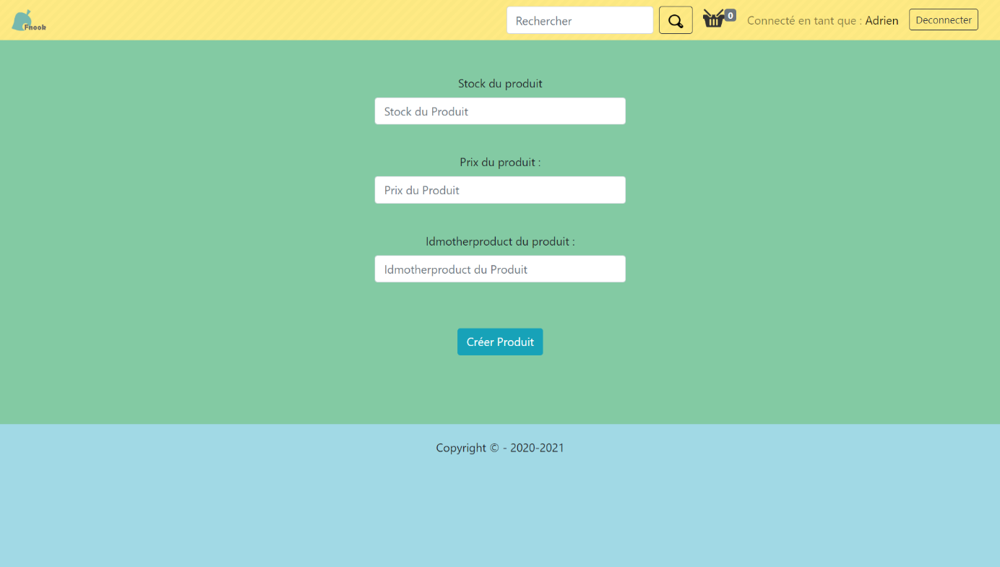 Fnook
Rechercher
0
Connecté en tant que : Adrien
Deconnecter
Stock du produit
Stock du Produit
Prix du produit :
Prix du Produit
Idmotherproduct du produit :
Idmotherproduct du Produit
Créer Produit
Copyright © - 2020-2021